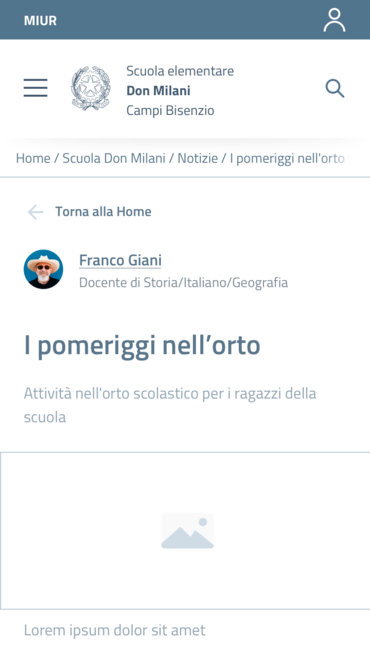 MIUR
Scuola elementare
Don Milani
Campi Bisenzio
Home / Scuola Don Milani / Notizie / I pomeriggi nell'orto
Torna alla Home
Franco Giani
Docente di Storia/Italiano/Geografia
I pomeriggi nell’orto
Attività nell'orto scolastico per i ragazzi della
scuola
Lorem ipsum dolor sit amet